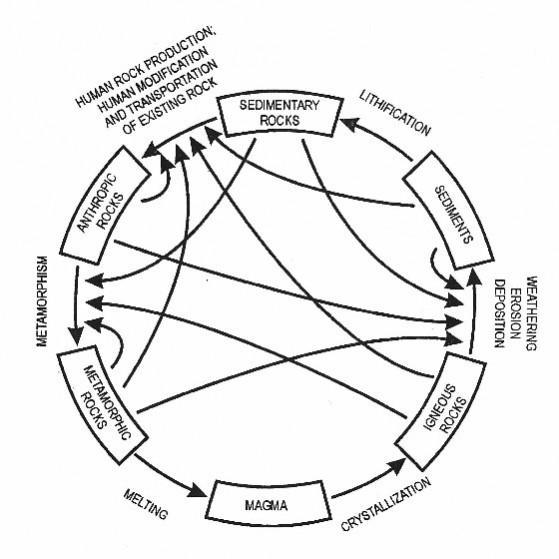 HUMAN ROCK PRODUCTION;
HUMAN MODIFICATION
AND TRANSPORTATION
OF EXISTING ROCK
SEDIMENTARY
ROCKS
LITHIFICATION
ANTHROPIC
ROCKS
SEDIMENTS
METAMORPHISM
WEATHERING
EROSION
DEPOSITION
METAMORPHIC
ROCKS
IGNEOUS
ROCKS
MELTING
MAGMA
CRYSTALLIZATION